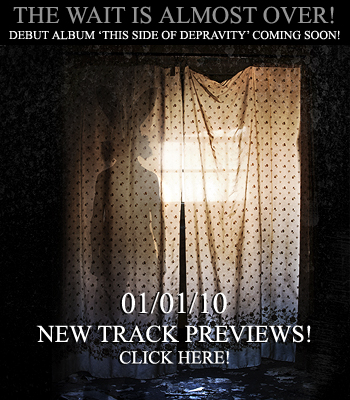 THE WAIT IS ALMOST OVER!
DEBUT ALBUM ‘THIS SIDE OF DEPRAVITY’ COMING SOON!
01/01/10
NEW TRACK PREVIEWS!
CLICK HERE!